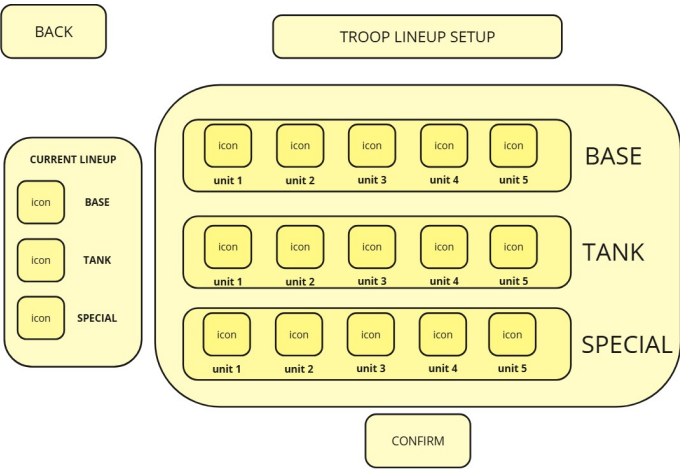 BACK
TROOP LINEUP SETUP
CURRENT LINEUP
icon BASE
icon TANK
icon SPECIAL
icon icon icon icon icon
unit 1 unit 2 unit 3 unit 4 unit 5
BASE
icon icon icon icon icon
unit 1 unit 2 unit 3 unit 4 unit 5
TANK
icon icon icon icon icon
unit 1 unit 2 unit 3 unit 4 unit 5
SPECIAL
CONFIRM